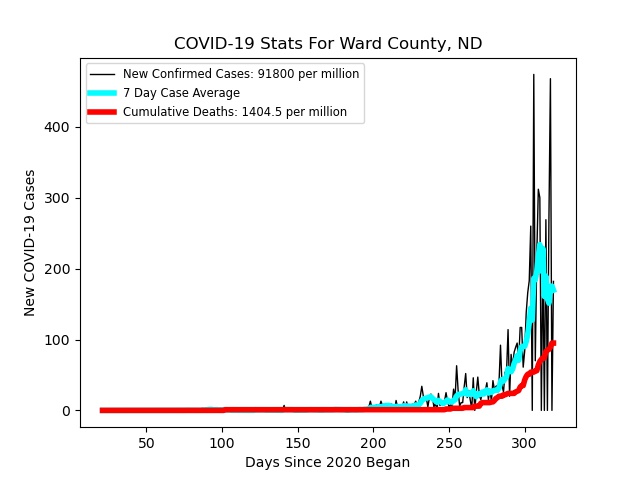 COVID-19 Stats For Ward County, ND
New Confirmed Cases: 91800 per million
7 Day Case Average
Cumulative Deaths: 1404.5 per million
New COVID-19 Cases
400
300
200
100
0
50 100 150 200 250 300
Days Since 2020 Began